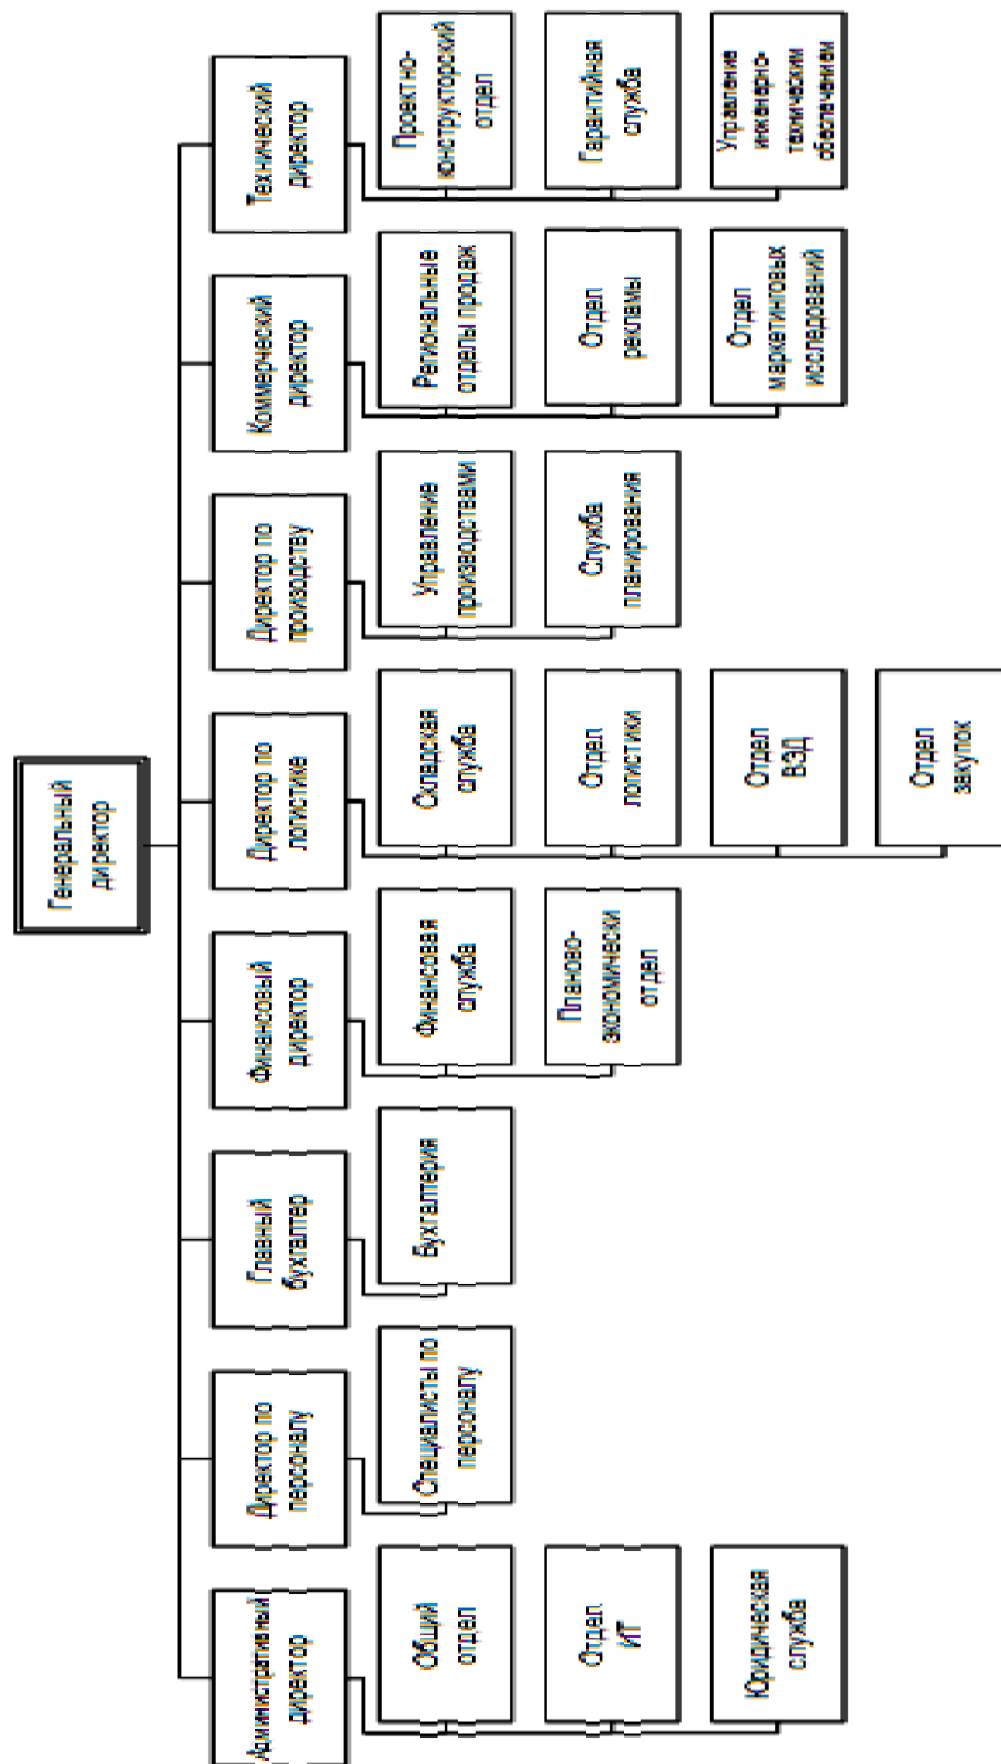 Генеральный
директор
Административный
директор
Директор по
персоналу
Главный
бухгалтер
Финансовый
директор
Директор по
логистике
Директор по
производству
Коммерческий
директор
Технический
директор
Общий
отдел
Специалисты по
персоналу
Бухгалтерия
Финансовая
служба
Складская
служба
Управление
производствами
Региональные
отделы продаж
Проектно-
конструкторский
отдел
Отдел
ИТ
Планово-
экономически
отдел
Отдел
логистики
Служба
планирования
Отдел
рекламы
Гарантийная
служба
Юридическая
служба
Отдел
ВЭД
Отдел
маркетинговых
исследований
Управление
инженерно-
техническим
обеспечением
Отдел
закупок